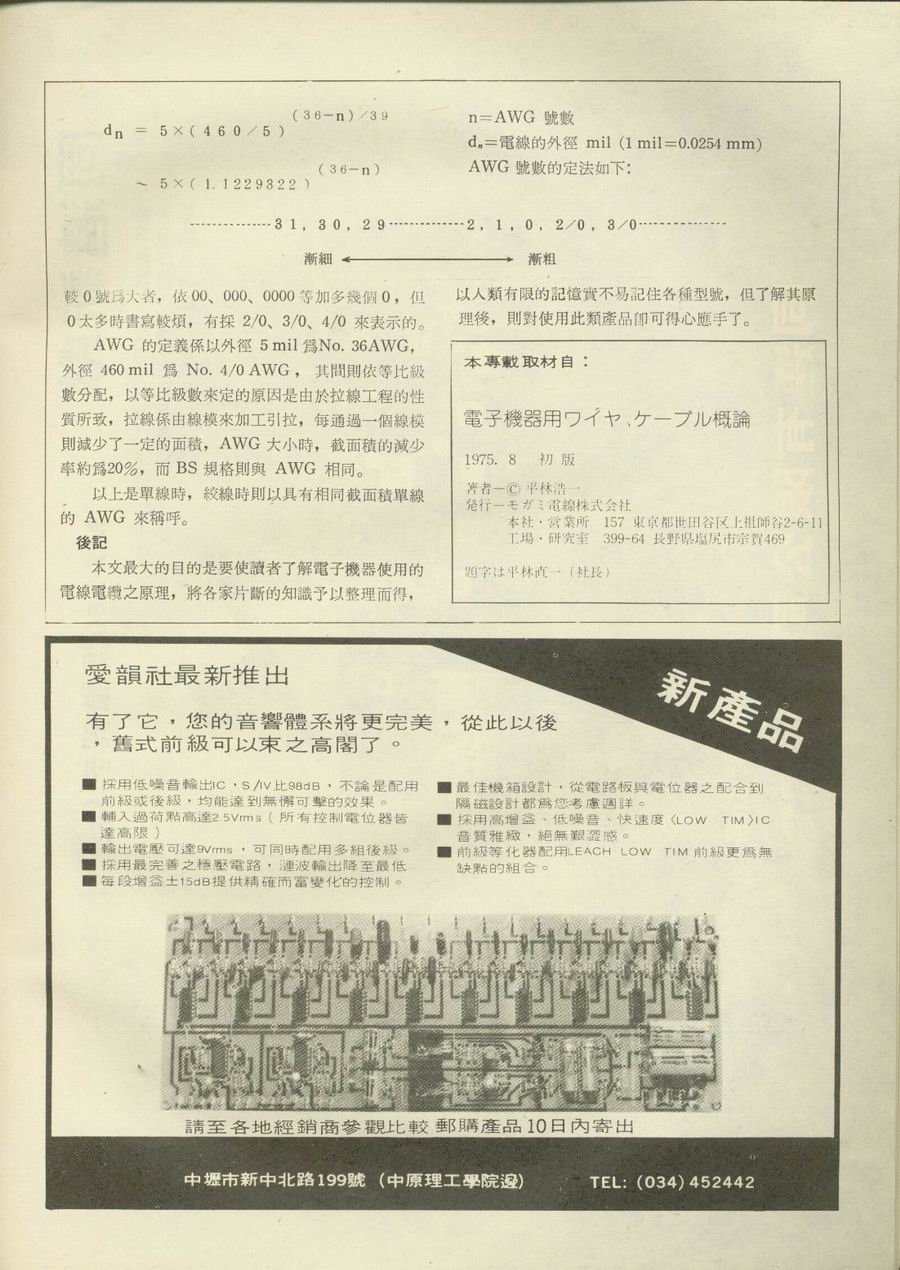 dn = 5×(460/5)(36−n)/39
~ 5×(1.1229322)(36−n)
n=AWG 號數
dₙ=電線的外徑 mil (1 mil=0.0254 mm)
AWG 號數的定法如下:
··············31, 30, 29·············2, 1, 0, 2/0, 3/0···············
漸細 ←→ 漸粗
較 0 號爲大者，依 00、000、0000 等加多幾個 0，但
0 太多時書寫較煩，有採 2/0、3/0、4/0 來表示的。
AWG 的定義係以外徑 5 mil 爲No. 36AWG，
外徑 460 mil 爲 No. 4/0 AWG，其間則依等比級
數分配，以等比級數來定的原因是由於拉線工程的性
質所致，拉線係由線模來加工引拉，每通過一個線模
則減少了一定的面積，AWG 大小時，截面積的減少
率約爲20%，而 BS 規格則與 AWG 相同。
以上是單線時，絞線時則以具有相同截面積單線
的 AWG 來稱呼。
後記
本文最大的目的是要使讀者了解電子機器使用的
電線電纜之原理，將各家片斷的知識予以整理而得，
以人類有限的記憶實不易記住各種型號，但了解其原
理後，則對使用此類產品卽可得心應手了。
本專載取材自：
電子機器用ワイヤ、ケーブル概論
1975. 8 初 版
著者－© 平林浩一
発行－モガミ電線株式会社
本社・営業所 157 東京都世田谷区上祖師谷2-6-11
工場・研究室 399-64 長野県塩尻市宗賀469
題字は平林直一（社長）
愛韻社最新推出
新產品
有了它，您的音響體系將更完美，從此以後
，舊式前級可以束之高閣了。
■ 採用低噪音輸出IC，S/IV比98dB，不論是配用
前級或後級，均能達到無懈可擊的效果。
■ 輔入過荷點高達2.5Vrms（所有控制電位器皆
達高限）
■ 輸出電壓可達9Vrms，可同時配用多組後級。
■ 採用最完善之穩壓電路，漣波輸出降至最低
■ 每段增益士15dB提供精確而富變化的控制。
■ 最佳機箱設計，從電路板與電位器之配合到
隔磁設計都爲您考慮週詳。
■ 採用高增益、低噪音、快速度〈LOW TIM〉IC
音質雅緻，絕無艱澀感。
■ 前級等化器配用LEACH LOW TIM 前級更爲無
缺點的組合。
請至各地經銷商參觀比較 郵購產品10日內寄出
中壢市新中北路199號 (中原理工學院邊) TEL: (034) 452442